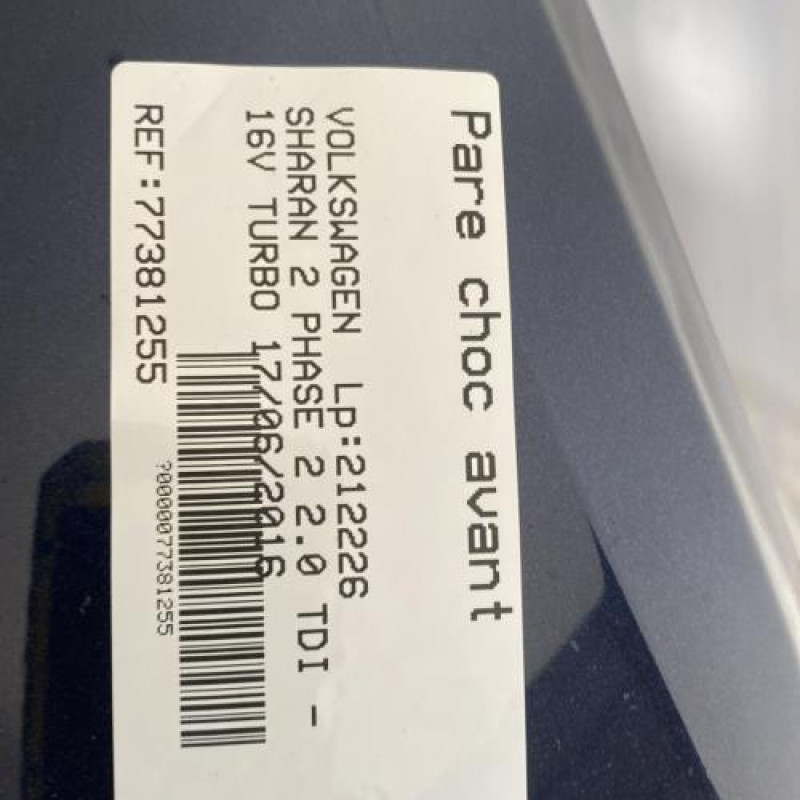 Pare choc avant
VOLKSWAGEN Lp:212226
SHARAN 2 PHASE 2 2.0 TDI -
16V TURBO 17/06/2016
REF:77381255
?0000077381255